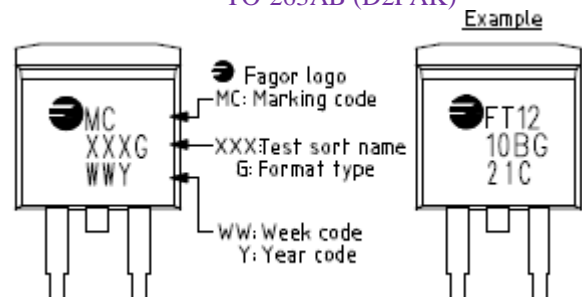 TO-263AB (D2PAK)
Example
Fagor logo
MC: Marking code
XXX:Test sort name
G: Format type
WW: Week code
Y: Year code
MC
XXXG
WWY
FT12
10BG
21C